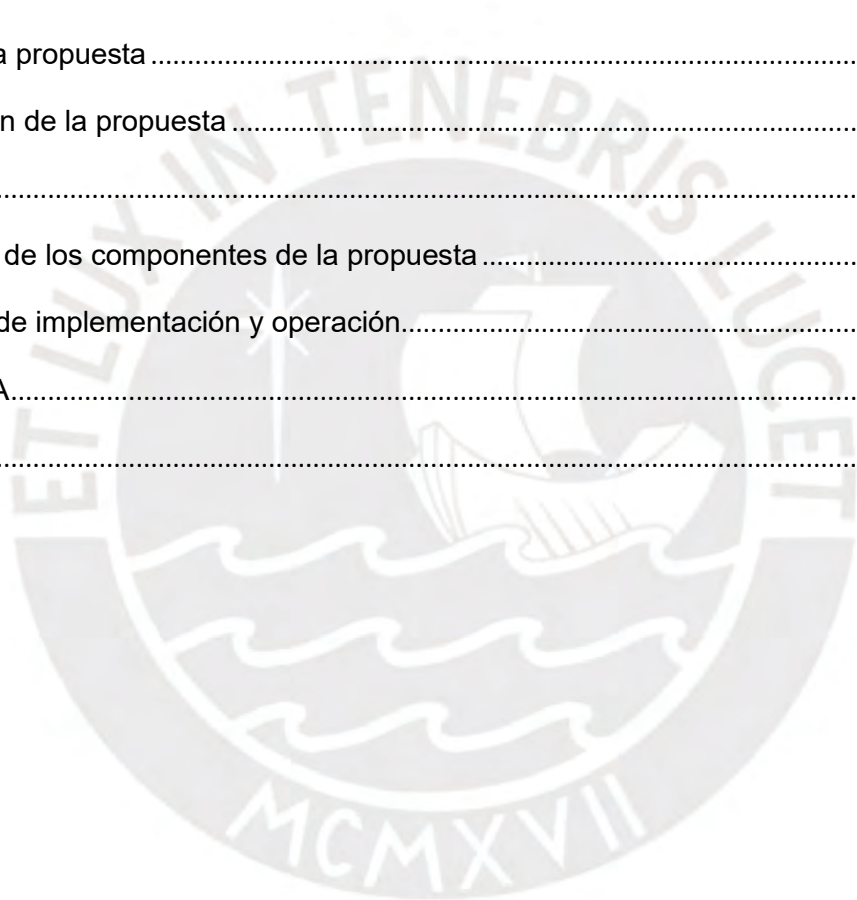 a propuesta ..........................................................................................
n de la propuesta ................................................................................
..............................................................................................................
de los componentes de la propuesta ..................................................
de implementación y operación............................................................
A.............................................................................................................
..............................................................................................................
ET LUX IN TENEBRIS LUCET
MCMXVII